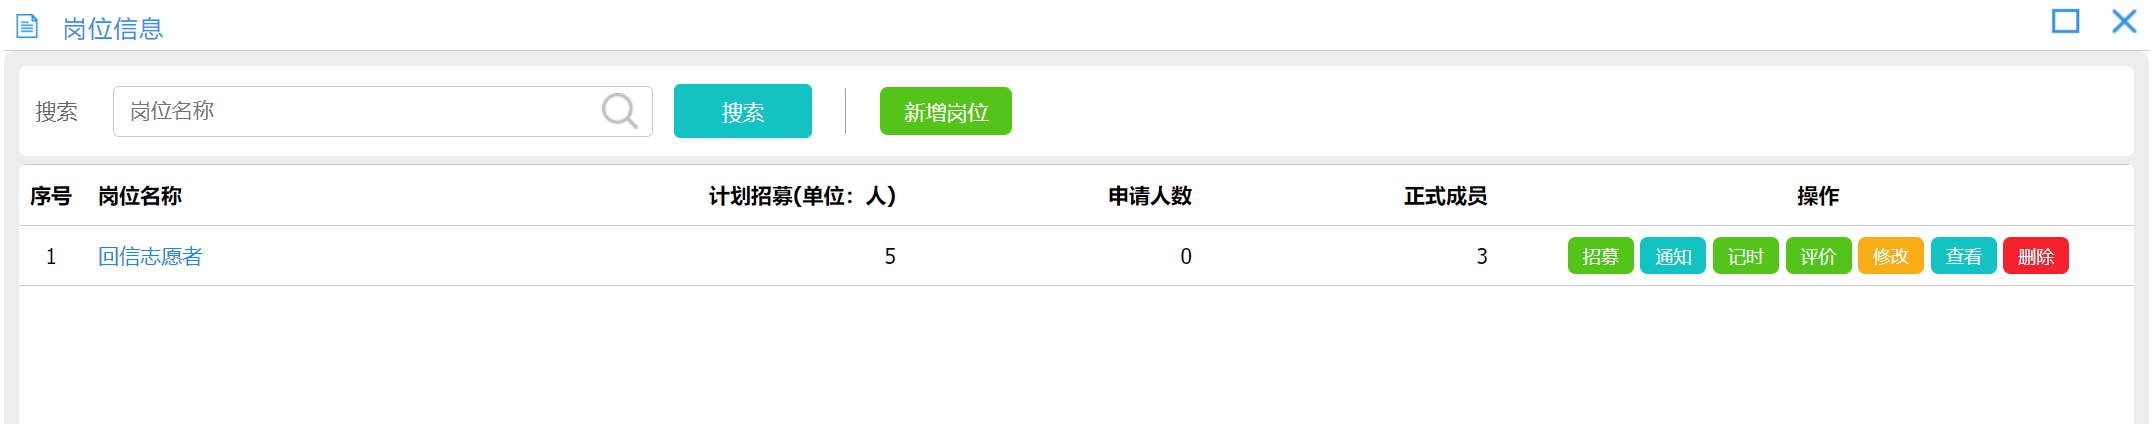 岗位信息
搜索 岗位名称 搜索 新增岗位
序号 岗位名称 计划招募(单位：人) 申请人数 正式成员 操作
1 回信志愿者 5 0 3 招募 通知 记时 评价 修改 查看 删除